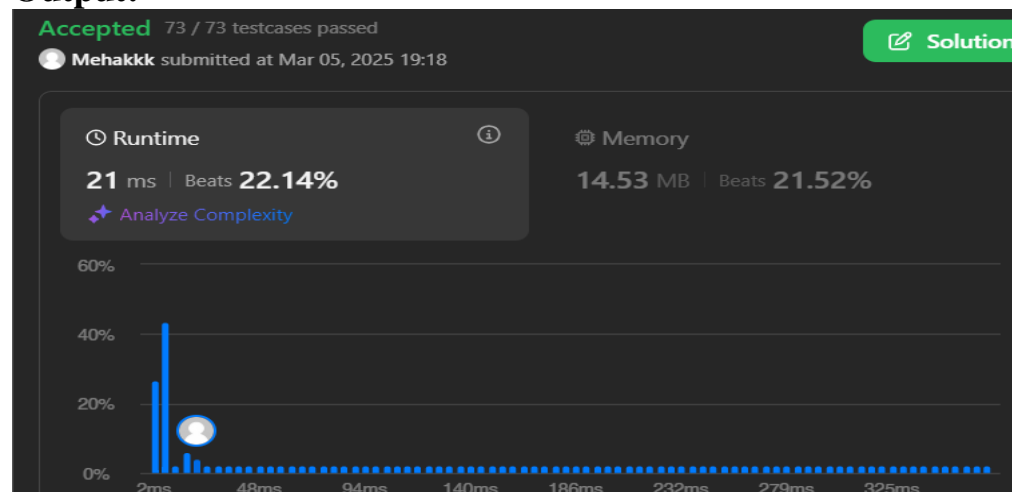 Output:
Accepted 73 / 73 testcases passed
Solution
Mehakkk submitted at Mar 05, 2025 19:18
Runtime
Memory
21 ms | Beats 22.14%
14.53 MB | Beats 21.52%
Analyze Complexity
60%
40%
20%
0%
2ms 48ms 94ms 140ms 186ms 232ms 279ms 325ms